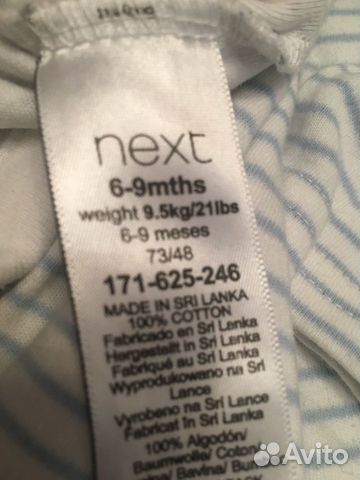 next
6-9mths
weight 9.5kg/21lbs
6-9 meses
73/48
171-625-246
MADE IN SRI LANKA
100% COTTON
Fabricado en Sri Lanka
Hergestellt in Sri Lanka
Fabriqué au Sri Lanka
Wyprodukowano na Sri
Lance
Vyrobeno na Srí Lance
Fabricat în Sri Lanka
100% Algodón/
Baumwolle/ Coton/
Bavlna/
Avito